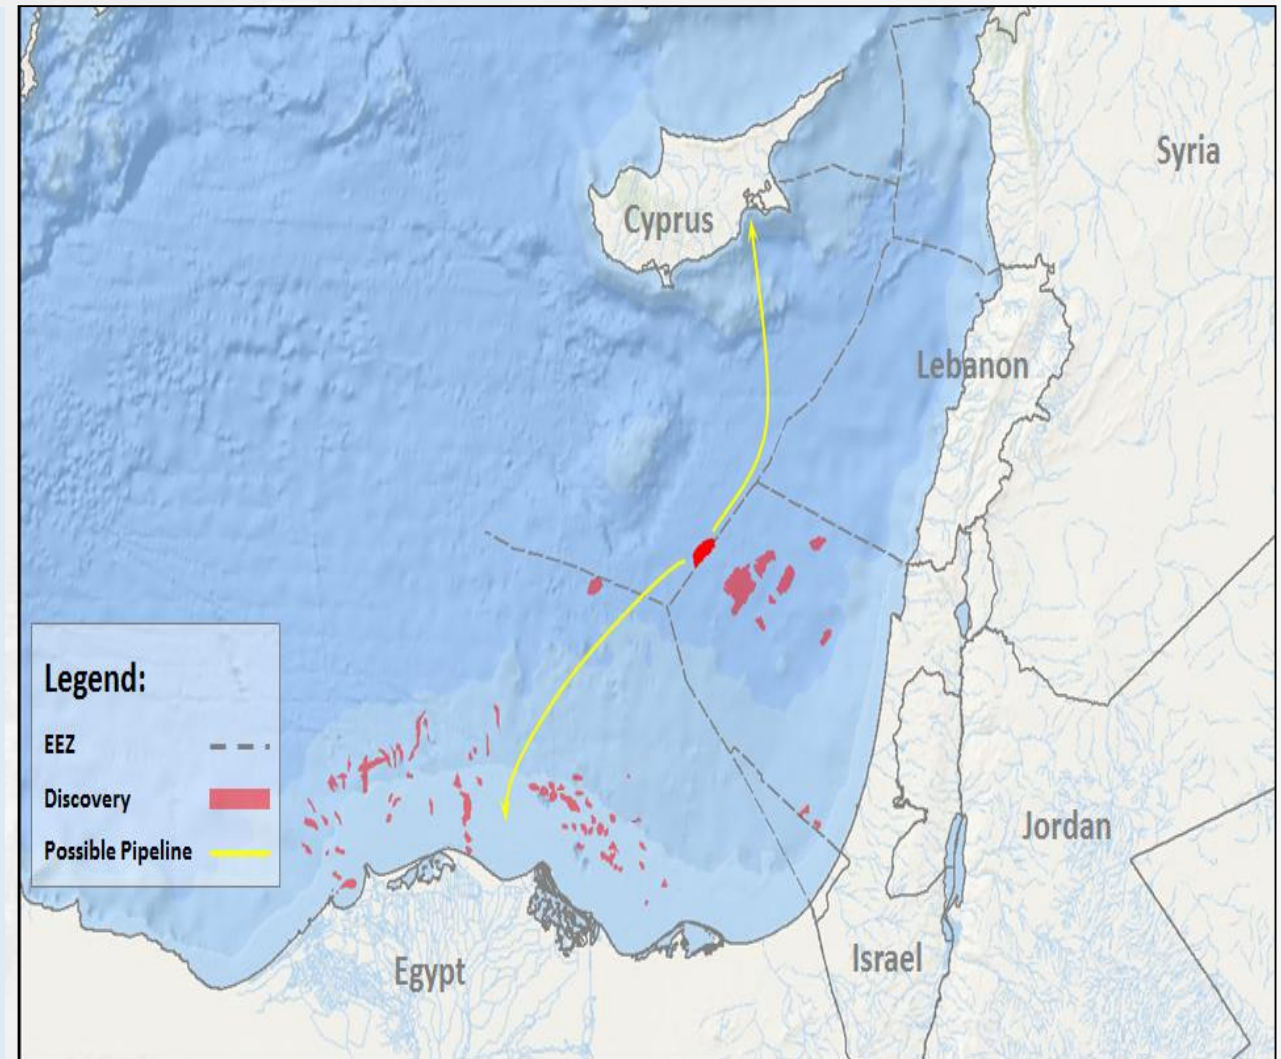 Syria
Cyprus
Lebanon
Legend:
EEZ
Discovery
Possible Pipeline
Jordan
Israel
Egypt